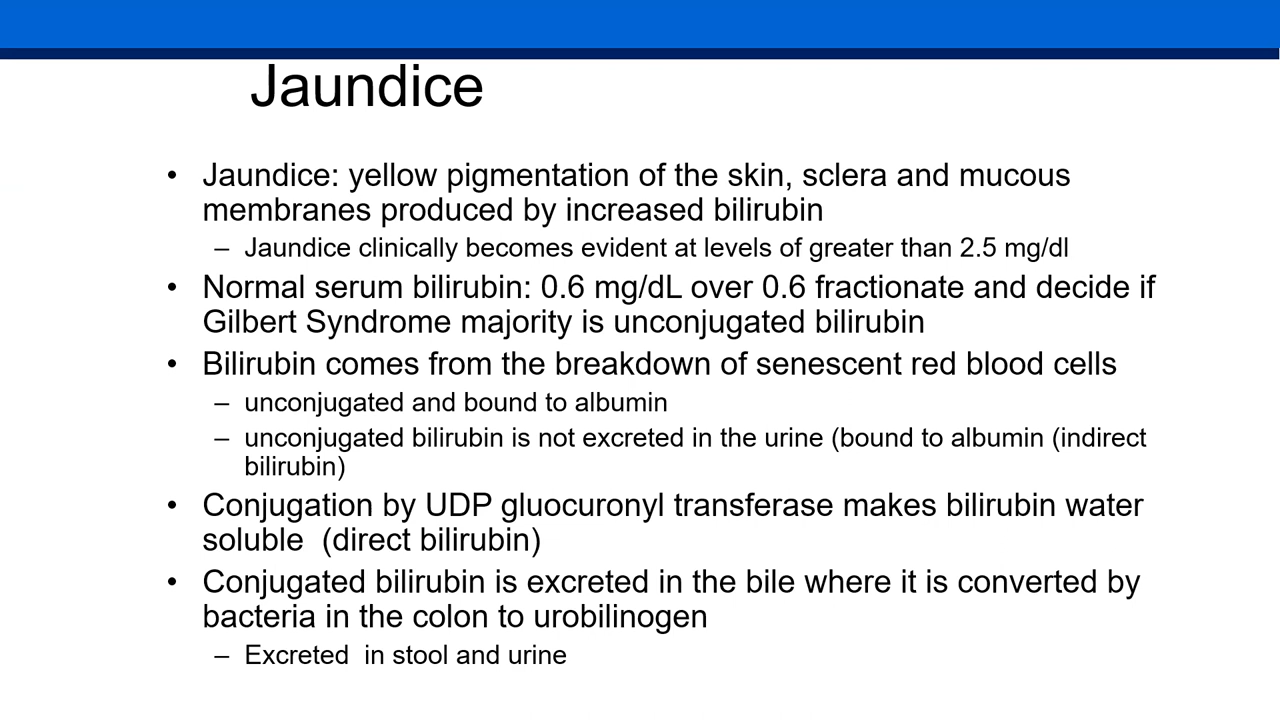 Jaundice
• Jaundice: yellow pigmentation of the skin, sclera and mucous
membranes produced by increased bilirubin
– Jaundice clinically becomes evident at levels of greater than 2.5 mg/dl
• Normal serum bilirubin: 0.6 mg/dL over 0.6 fractionate and decide if
Gilbert Syndrome majority is unconjugated bilirubin
• Bilirubin comes from the breakdown of senescent red blood cells
– unconjugated and bound to albumin
– unconjugated bilirubin is not excreted in the urine (bound to albumin (indirect
bilirubin)
• Conjugation by UDP gluocuronyl transferase makes bilirubin water
soluble  (direct bilirubin)
• Conjugated bilirubin is excreted in the bile where it is converted by
bacteria in the colon to urobilinogen
– Excreted  in stool and urine